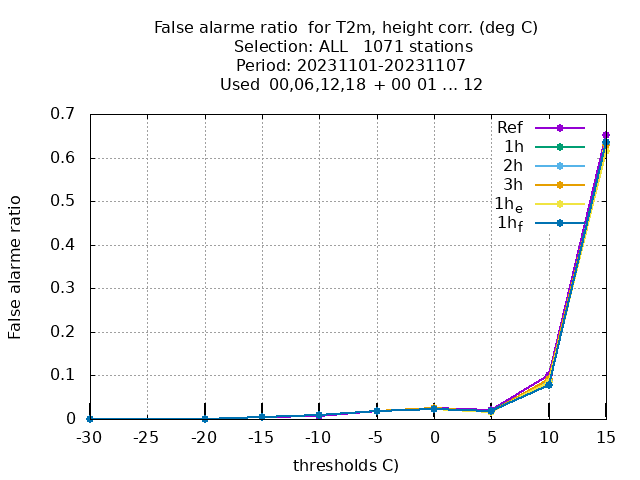 False alarme ratio  for T2m, height corr. (deg C)
Selection: ALL   1071 stations
Period: 20231101-20231107
Used  00,06,12,18  + 00 01 ... 12
False alarme ratio
0.7
0.6
0.5
0.4
0.3
0.2
0.1
0
Ref
1h
2h
3h
1he
1hf
-30 -25 -20 -15 -10 -5 0 5 10 15
thresholds C)